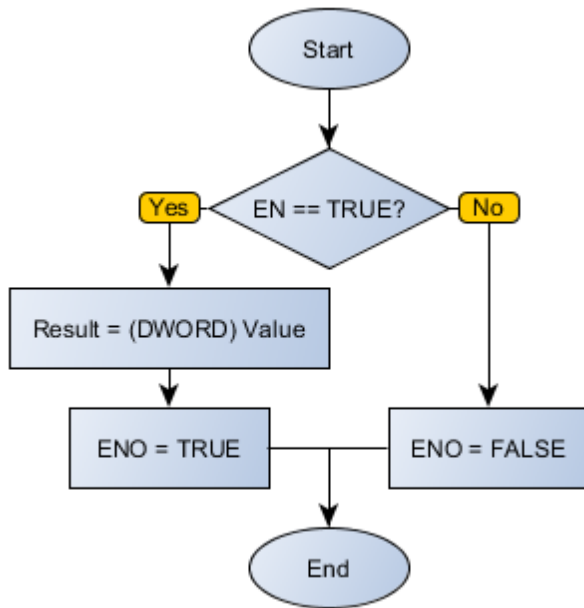 Start
EN == TRUE?
Yes
No
Result = (DWORD) Value
ENO = TRUE
ENO = FALSE
End